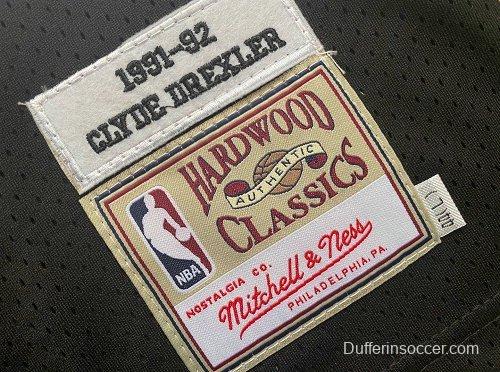 1991-92
CLYDE DREXLER
HARDWOOD
AUTHENTIC
CLASSICS
NBA
NOSTALGIA CO.
Mitchell & Ness
PHILADELPHIA, PA.
Dufferinsoccer.com